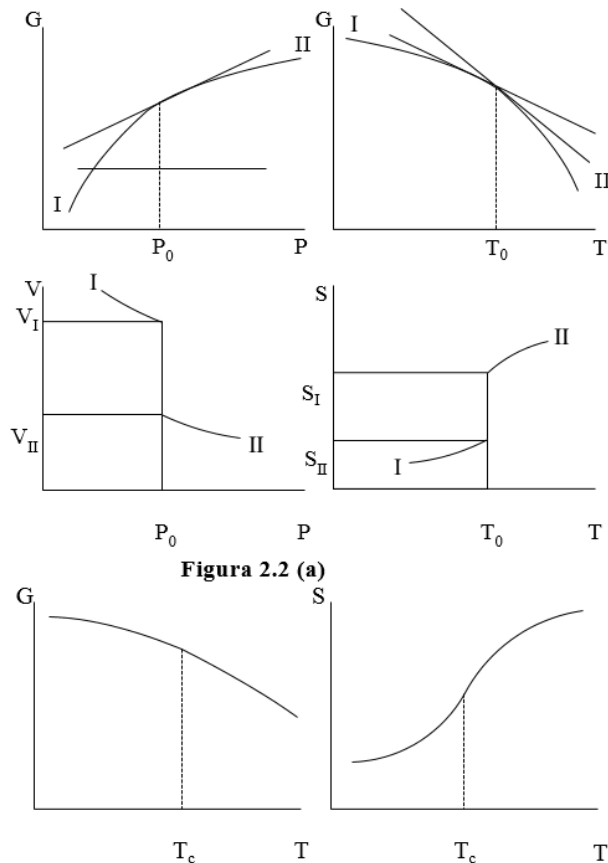 G
I
II
P₀
P
G
I
II
T₀
T
V
V_I
V_II
I
II
P₀
P
S
S_I
S_II
I
II
T₀
T
Figura 2.2 (a)
G
T_c
T
S
T_c
T